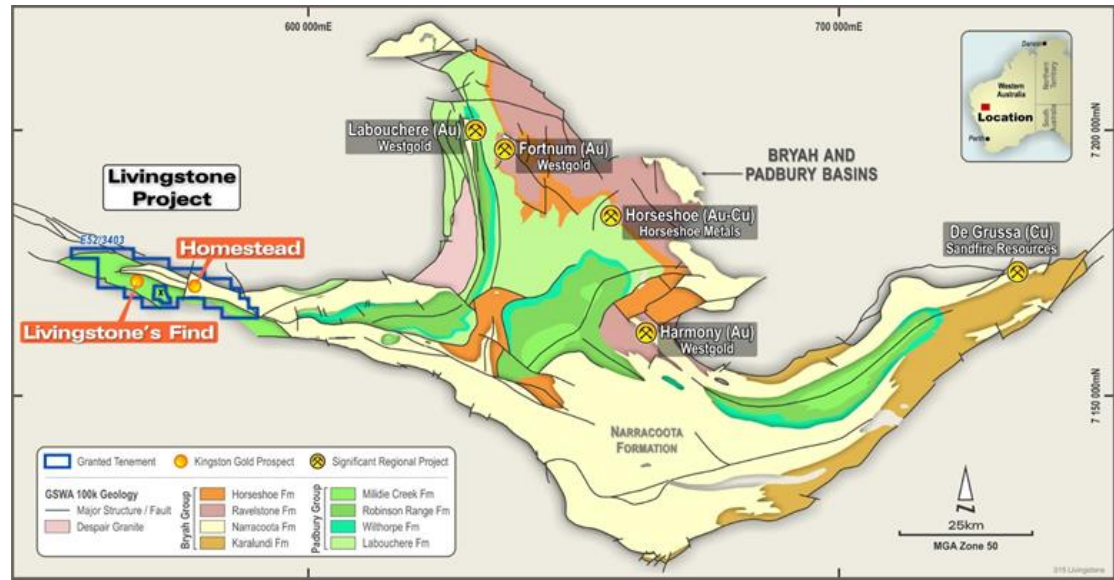 600 000mE
700 000mE
Darwin
Western
Australia
Northern
Territory
South
Australia
Location
Perth
7 200 000mN
Labouchere (Au)
Westgold
Fortnum (Au)
Westgold
BRYAH AND
PADBURY BASINS
Livingstone
Project
Horseshoe (Au-Cu)
Horseshoe Metals
De Grussa (Cu)
Sandfire Resources
E52/3403
Homestead
Livingstone's Find
Harmony (Au)
Westgold
7 150 000mN
NARRACOOTA
FORMATION
Granted Tenement
Kingston Gold Prospect
Significant Regional Project
GSWA 100k Geology
Major Structure / Fault
Despair Granite
Bryah Group
Horseshoe Fm
Ravelstone Fm
Narracoota Fm
Karalundi Fm
Padbury Group
Millidie Creek Fm
Robinson Range Fm
Wilthorpe Fm
Labouchere Fm
N
25km
MGA Zone 50
315 Livingstone